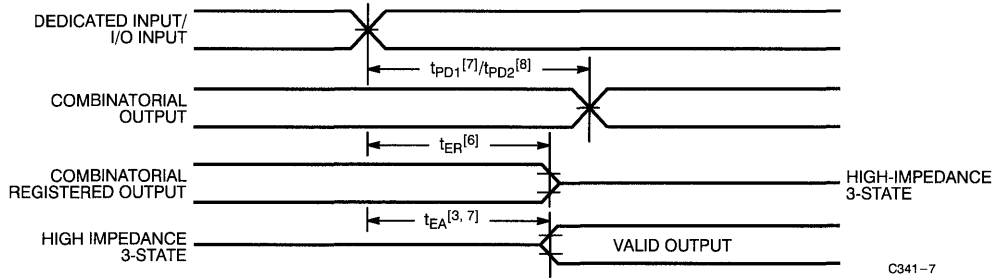 DEDICATED INPUT/
I/O INPUT
tPD1[7]/tPD2[8]
COMBINATORIAL
OUTPUT
tER[6]
COMBINATORIAL
REGISTERED OUTPUT
HIGH-IMPEDANCE
3-STATE
tEA[3, 7]
HIGH IMPEDANCE
3-STATE
VALID OUTPUT
C341-7